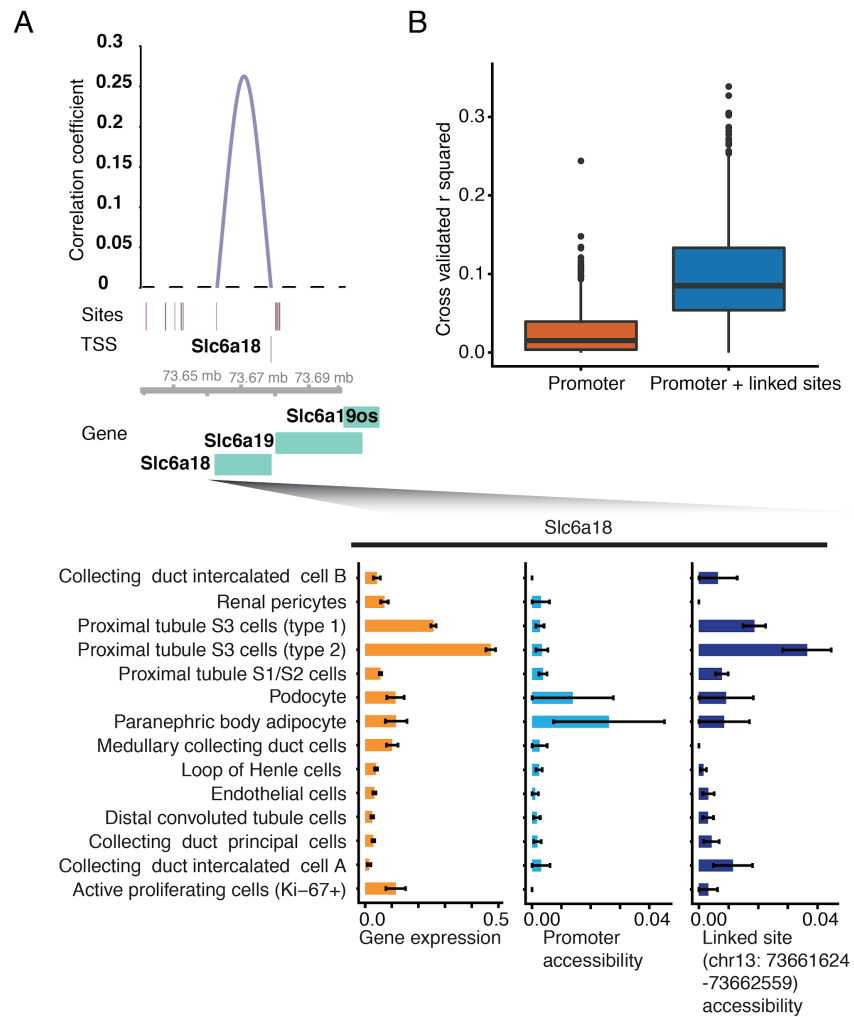 A
B
Correlation coefficient
0.3
0.25
0.2
0.15
0.1
0.05
0
Sites
TSS
Slc6a18
73.65 mb
73.67 mb
73.69 mb
Gene
Slc6a19os
Slc6a19
Slc6a18
Cross validated r squared
0.3
0.2
0.1
0.0
Promoter
Promoter + linked sites
Slc6a18
Collecting duct intercalated cell B
Renal pericytes
Proximal tubule S3 cells (type 1)
Proximal tubule S3 cells (type 2)
Proximal tubule S1/S2 cells
Podocyte
Paranephric body adipocyte
Medullary collecting duct cells
Loop of Henle cells
Endothelial cells
Distal convoluted tubule cells
Collecting duct principal cells
Collecting duct intercalated cell A
Active proliferating cells (Ki−67+)
0.0
0.5
Gene expression
0.00
0.04
Promoter
accessibility
0.00
0.04
Linked site
(chr13: 73661624
-73662559)
accessibility